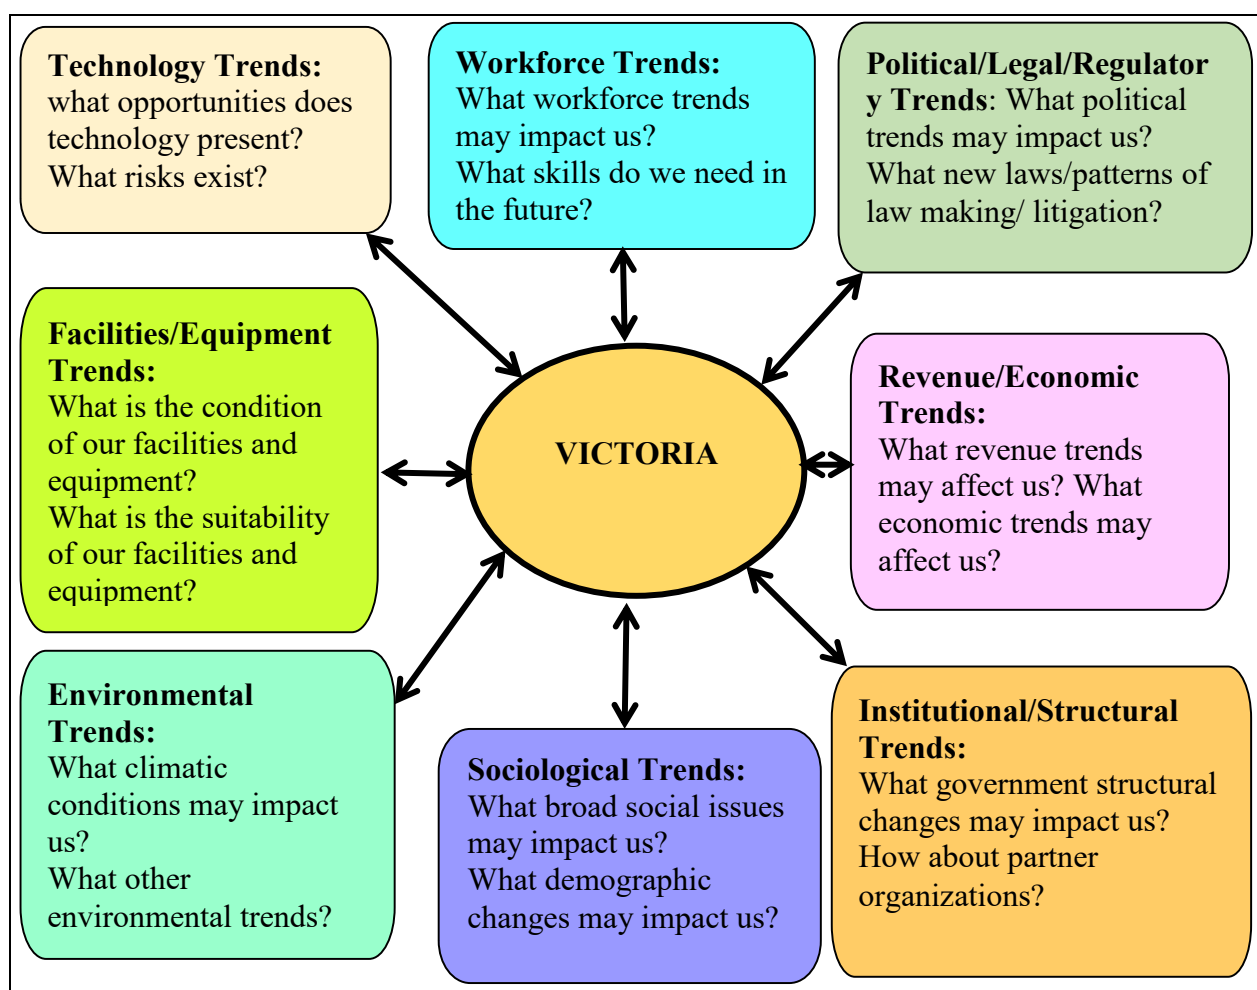 Technology Trends:
what opportunities does
technology present?
What risks exist?
Workforce Trends:
What workforce trends
may impact us?
What skills do we need in
the future?
Political/Legal/Regulator
y Trends: What political
trends may impact us?
What new laws/patterns of
law making/ litigation?
Facilities/Equipment
Trends:
What is the condition
of our facilities and
equipment?
What is the suitability
of our facilities and
equipment?
VICTORIA
Revenue/Economic
Trends:
What revenue trends
may affect us? What
economic trends may
affect us?
Environmental
Trends:
What climatic
conditions may impact
us?
What other
environmental trends?
Sociological Trends:
What broad social issues
may impact us?
What demographic
changes may impact us?
Institutional/Structural
Trends:
What government structural
changes may impact us?
How about partner
organizations?